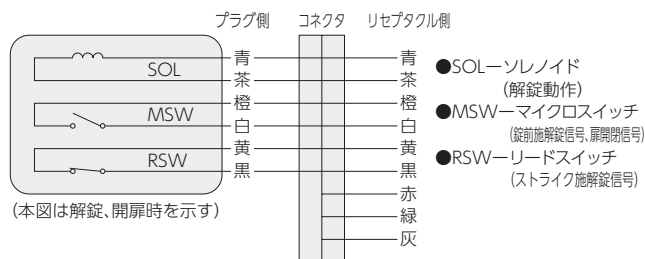 プラグ側 コネクタ リセプタクル側
SOL
MSW
RSW
青
茶
橙
白
黄
黒
青
茶
橙
白
黄
黒
赤
緑
灰
●SOLーソレノイド
(解錠動作)
●MSWーマイクロスイッチ
(錠前施解錠信号、扉開閉信号)
●RSWーリードスイッチ
(ストライク施解錠信号)
(本図は解錠、開扉時を示す)